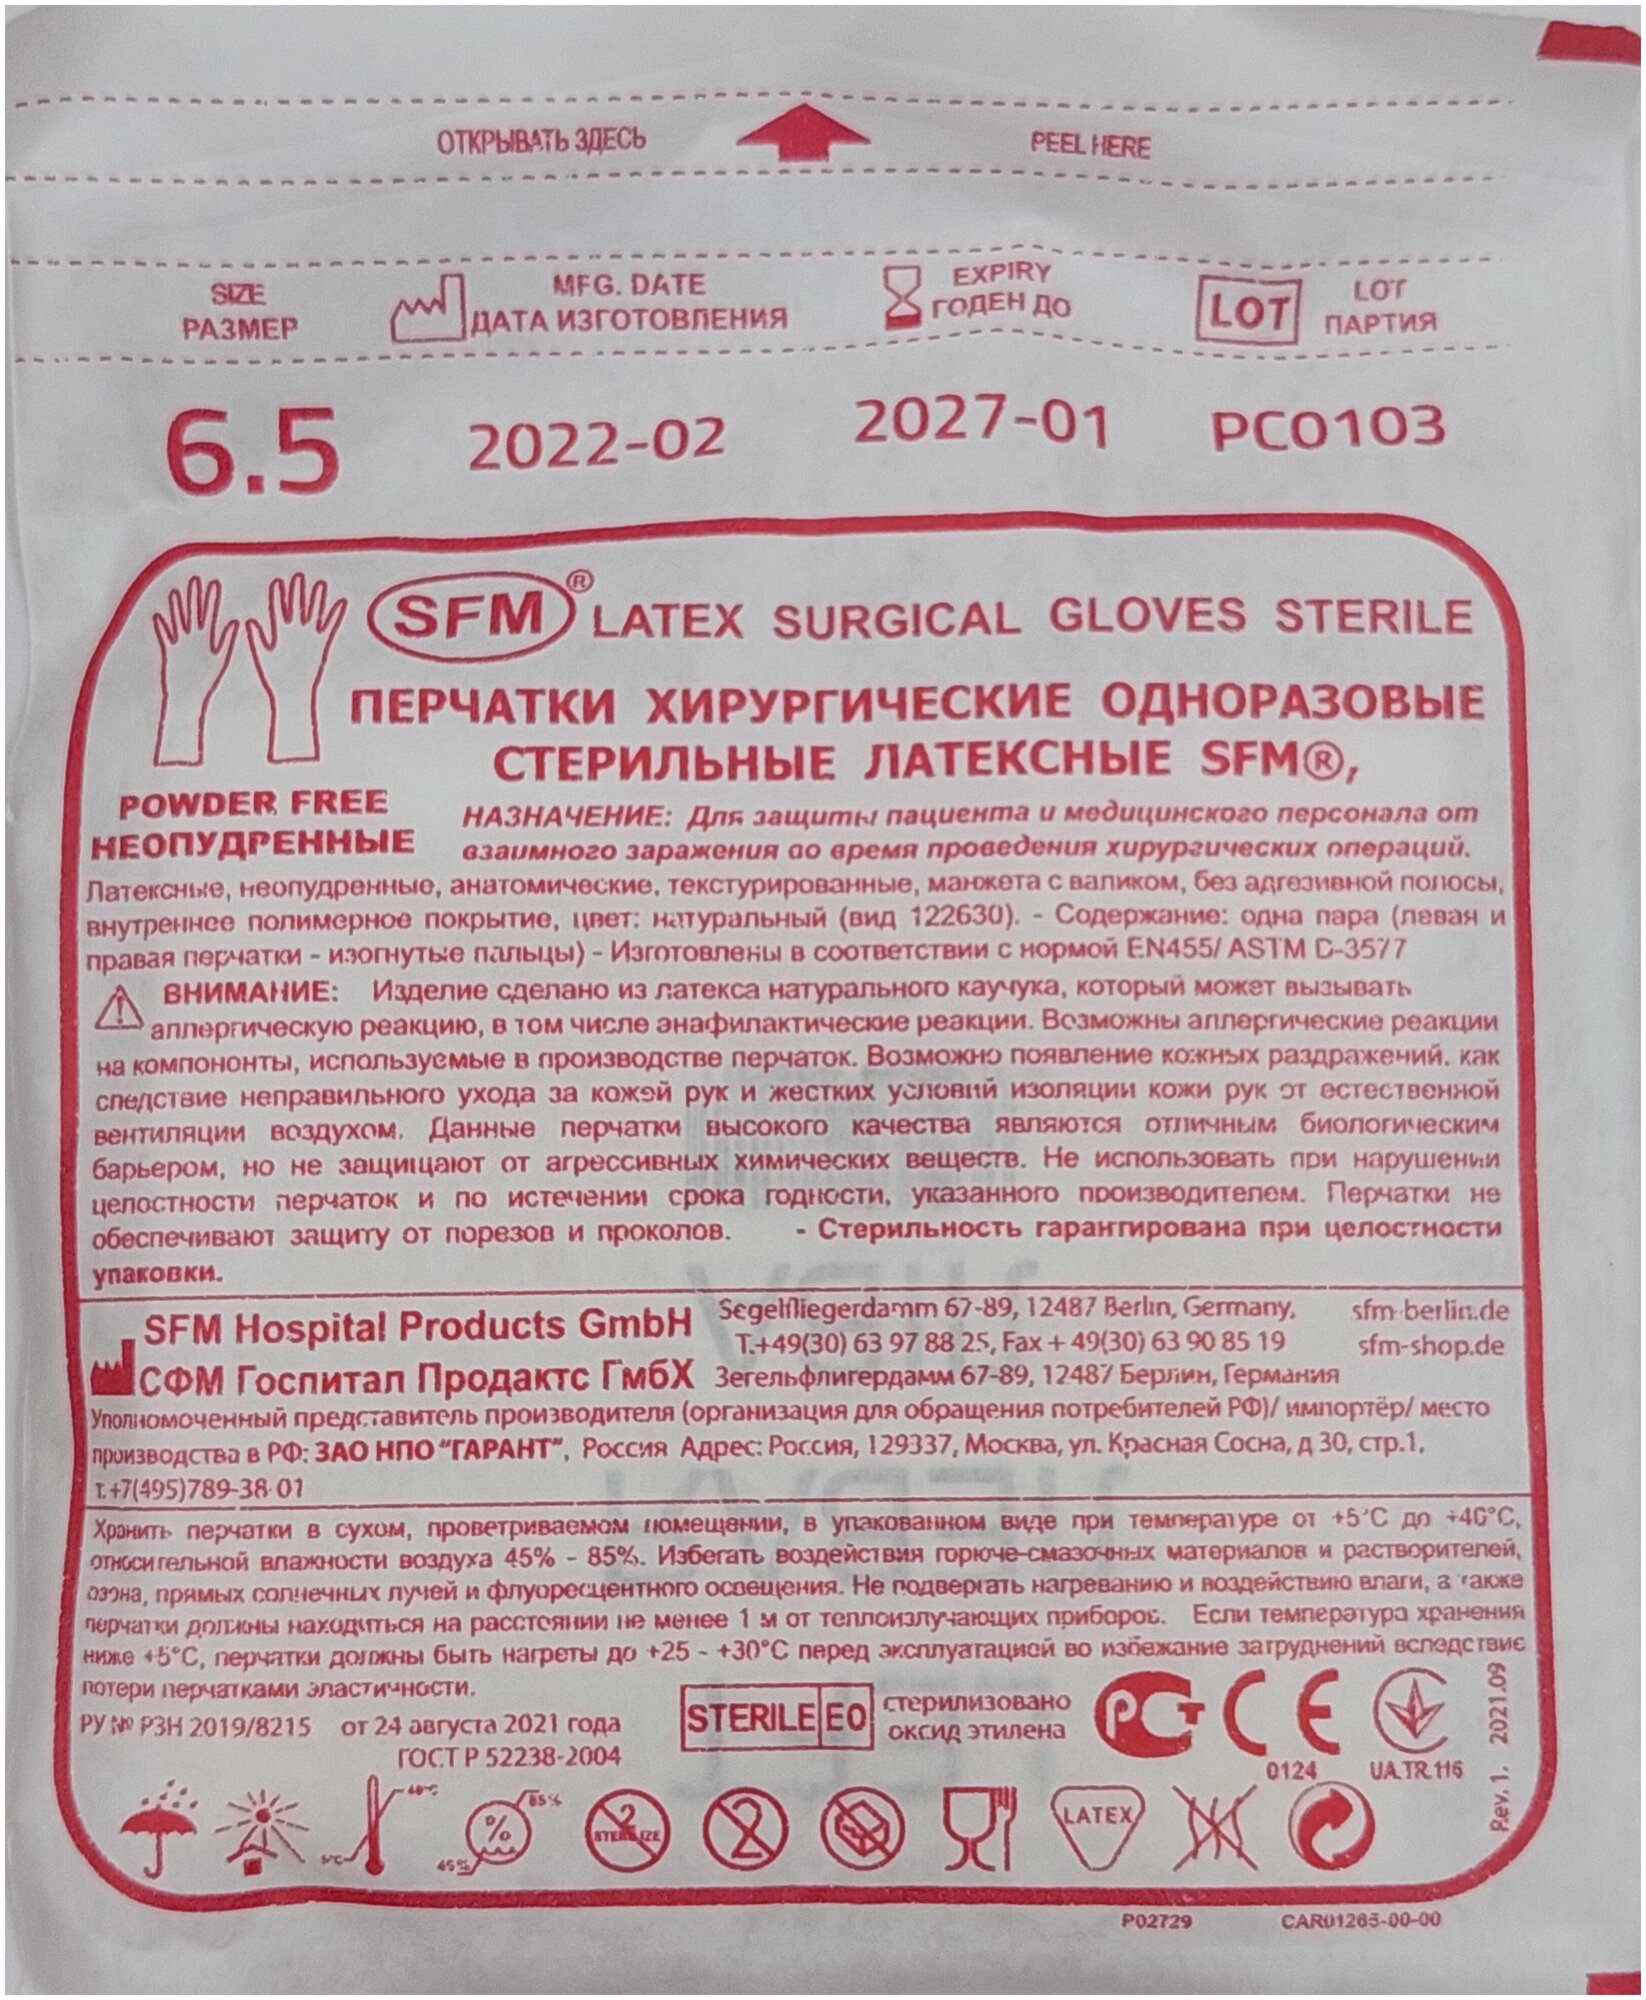 ОТКРЫВАТЬ ЗДЕСЬ PEEL HERE
SIZE MFG. DATE EXPIRY LOT
РАЗМЕР ДАТА ИЗГОТОВЛЕНИЯ ГОДЕН ДО LOT ПАРТИЯ
6.5 2022-02 2027-01 PC0103
SFM® LATEX SURGICAL GLOVES STERILE
ПЕРЧАТКИ ХИРУРГИЧЕСКИЕ ОДНОРАЗОВЫЕ
СТЕРИЛЬНЫЕ ЛАТЕКСНЫЕ SFM®,
POWDER FREE
НЕОПУДРЕННЫЕ
НАЗНАЧЕНИЕ: Для защиты пациента и медицинского персонала от
взаимного заражения во время проведения хирургических операций.
Латексные, неопудренные, анатомические, текстурированные, манжета с валиком, без адгезивной полосы,
внутреннее полимерное покрытие, цвет: натуральный (вид 122630). - Содержание: одна пара (левая и
правая перчатки - изогнутые пальцы) - Изготовлены в соответствии с нормой EN455/ ASTM D-3577
ВНИМАНИЕ: Изделие сделано из латекса натурального каучука, который может вызывать
аллергическую реакцию, в том числе энафилактические реакции. Возможны аллергические реакции
на компоненты, используемые в производстве перчаток. Возможно появление кожных раздражений, как
следствие неправильного ухода за кожей рук и жестких условий изоляции кожи рук от естественной
вентиляции воздухом. Данные перчатки высокого качества являются отличным биологическим
барьером, но не защищают от агрессивных химических веществ. Не использовать при нарушении
целостности перчаток и по истечении срока годности, указанного производителем. Перчатки не
обеспечивают защиту от порезов и проколов. - Стерильность гарантирована при целостности
упаковки.
SFM Hospital Products GmbH Segelfliegerdamm 67-89, 12487 Berlin, Germany, sfm-berlin.de
T.+49(30) 63 97 88 25, Fax + 49(30) 63 90 85 19 sfm-shop.de
СФМ Госпитал Продактс ГмбХ Зегельфлигердамм 67-89, 12487 Берлин, Германия
Уполномоченный представитель производителя (организация для обращения потребителей РФ)/ импортёр/ место
производства в РФ: ЗАО НПО "ГАРАНТ", Россия Адрес: Россия, 129337, Москва, ул. Красная Сосна, д 30, стр.1,
т.+7(495)789-38-01
Хранить перчатки в сухом, проветриваемом помещении, в упакованном виде при температуре от +5°C до +40°C,
относительной влажности воздуха 45% - 85%. Избегать воздействия горюче-смазочных материалов и растворителей,
озона, прямых солнечных лучей и флуоресцентного освещения. Не подвергать нагреванию и воздействию влаги, а также
перчатки должны находиться на расстоянии не менее 1 м от теплоизлучающих приборов. Если температура хранения
ниже +5°C, перчатки должны быть нагреты до +25 - +30°C перед эксплуатацией во избежание затруднений вследствие
потери перчатками эластичности.
РУ № РЗН 2019/8215 от 24 августа 2021 года
ГОСТ Р 52238-2004
STERILE EO стерилизовано
оксид этилена
РСТ CE
0124 UA.TR.116
Rev. 1. 2021.09
5°C 40°C 45% % 85% 2 STERILIZE 2 LATEX
P02729 CAR01265-00-00